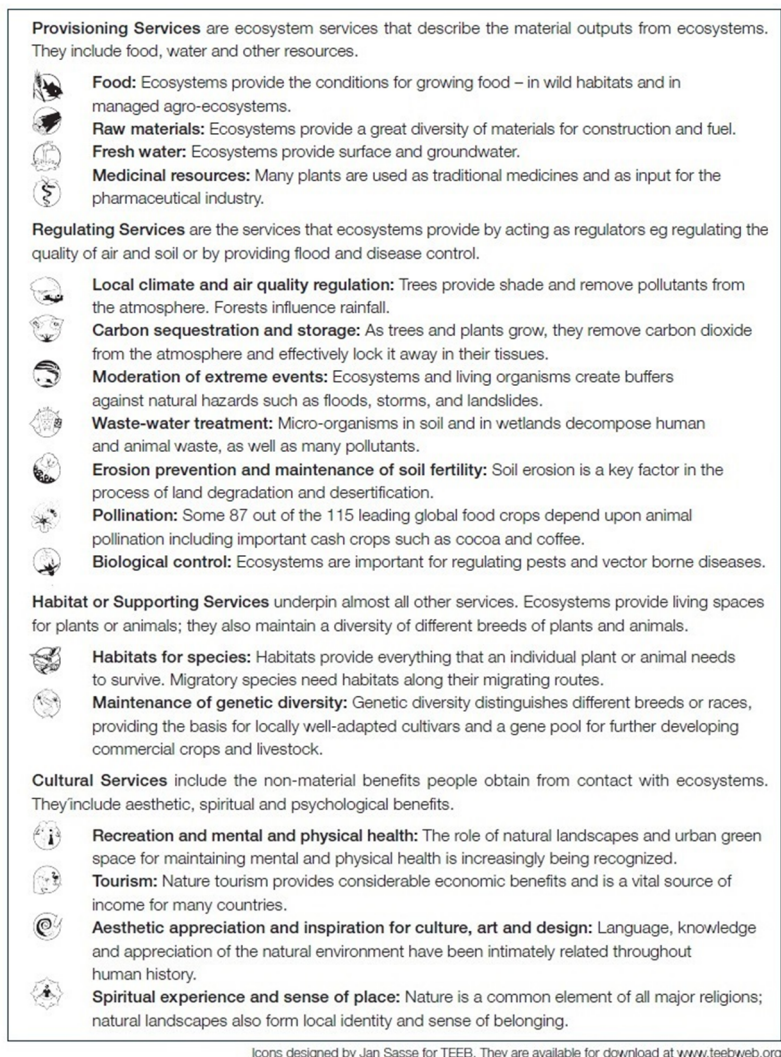 Provisioning Services are ecosystem services that describe the material outputs from ecosystems.
They include food, water and other resources.
Food: Ecosystems provide the conditions for growing food – in wild habitats and in
managed agro-ecosystems.
Raw materials: Ecosystems provide a great diversity of materials for construction and fuel.
Fresh water: Ecosystems provide surface and groundwater.
Medicinal resources: Many plants are used as traditional medicines and as input for the
pharmaceutical industry.
Regulating Services are the services that ecosystems provide by acting as regulators eg regulating the
quality of air and soil or by providing flood and disease control.
Local climate and air quality regulation: Trees provide shade and remove pollutants from
the atmosphere. Forests influence rainfall.
Carbon sequestration and storage: As trees and plants grow, they remove carbon dioxide
from the atmosphere and effectively lock it away in their tissues.
Moderation of extreme events: Ecosystems and living organisms create buffers
against natural hazards such as floods, storms, and landslides.
Waste-water treatment: Micro-organisms in soil and in wetlands decompose human
and animal waste, as well as many pollutants.
Erosion prevention and maintenance of soil fertility: Soil erosion is a key factor in the
process of land degradation and desertification.
Pollination: Some 87 out of the 115 leading global food crops depend upon animal
pollination including important cash crops such as cocoa and coffee.
Biological control: Ecosystems are important for regulating pests and vector borne diseases.
Habitat or Supporting Services underpin almost all other services. Ecosystems provide living spaces
for plants or animals; they also maintain a diversity of different breeds of plants and animals.
Habitats for species: Habitats provide everything that an individual plant or animal needs
to survive. Migratory species need habitats along their migrating routes.
Maintenance of genetic diversity: Genetic diversity distinguishes different breeds or races,
providing the basis for locally well-adapted cultivars and a gene pool for further developing
commercial crops and livestock.
Cultural Services include the non-material benefits people obtain from contact with ecosystems.
They include aesthetic, spiritual and psychological benefits.
Recreation and mental and physical health: The role of natural landscapes and urban green
space for maintaining mental and physical health is increasingly being recognized.
Tourism: Nature tourism provides considerable economic benefits and is a vital source of
income for many countries.
Aesthetic appreciation and inspiration for culture, art and design: Language, knowledge
and appreciation of the natural environment have been intimately related throughout
human history.
Spiritual experience and sense of place: Nature is a common element of all major religions;
natural landscapes also form local identity and sense of belonging.
Icons designed by Jan Sasse for TEEB. They are available for download at www.teebweb.org